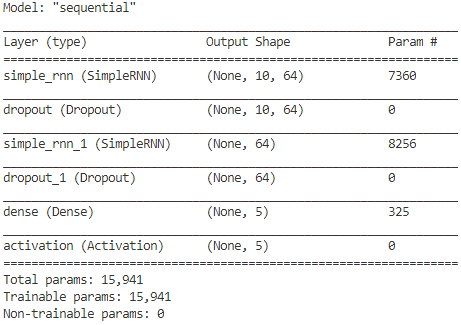 Model: "sequential"
Layer (type) Output Shape Param #
simple_rnn (SimpleRNN) (None, 10, 64) 7360
dropout (Dropout) (None, 10, 64) 0
simple_rnn_1 (SimpleRNN) (None, 64) 8256
dropout_1 (Dropout) (None, 64) 0
dense (Dense) (None, 5) 325
activation (Activation) (None, 5) 0
Total params: 15,941
Trainable params: 15,941
Non-trainable params: 0